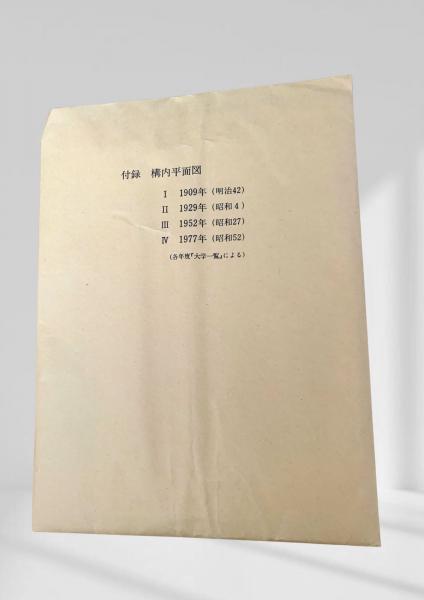 付録 構内平面図
Ⅰ 1909年(明治42)
Ⅱ 1929年(昭和4)
Ⅲ 1952年(昭和27)
Ⅳ 1977年(昭和52)
(各年度『大学一覧』による)